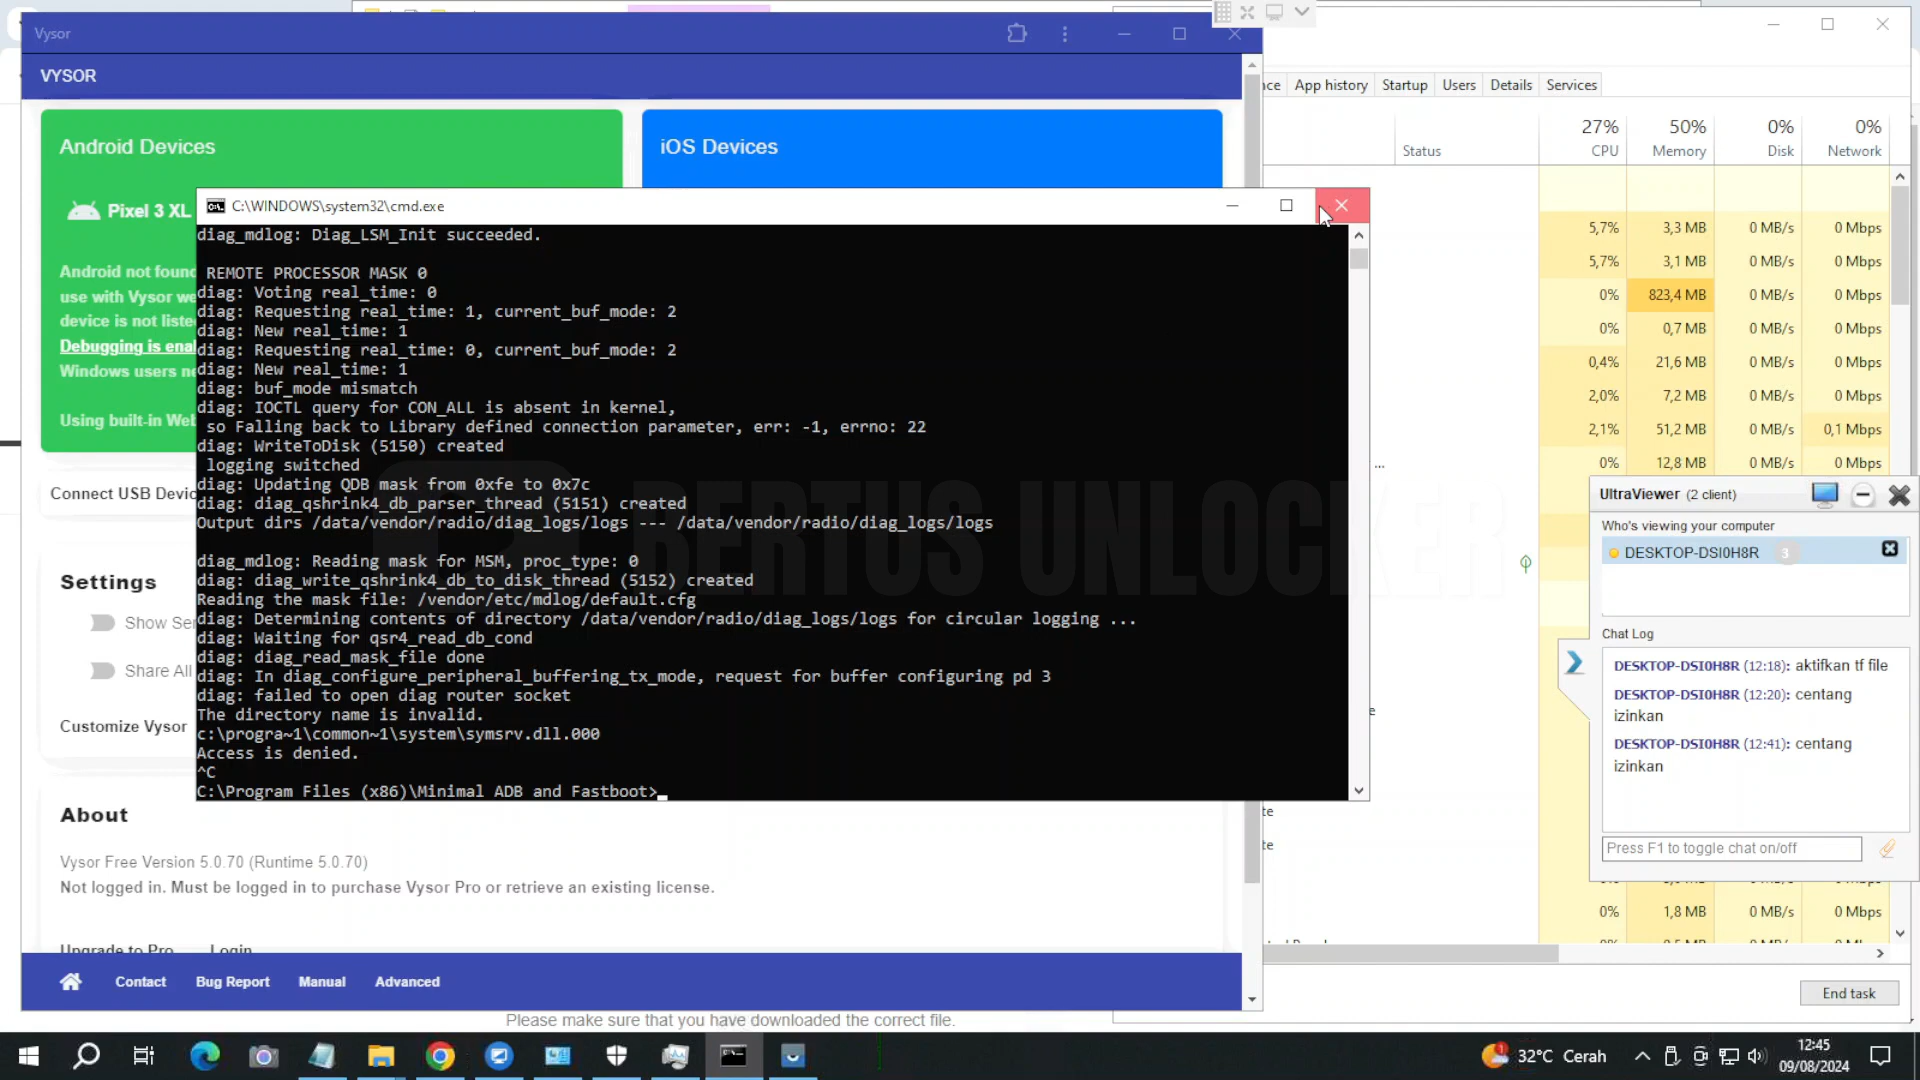 Vysor
VYSOR
Android Devices
iOS Devices
Pixel 3 XL
Android not found
use with Vysor we
device is not liste
Debugging is enal
Windows users ne
Using built-in Wel
Connect USB Devic
Settings
Show Ser
Share All
Customize Vysor
About
Vysor Free Version 5.0.70 (Runtime 5.0.70)
Not logged in. Must be logged in to purchase Vysor Pro or retrieve an existing license.
Upgrade to Pro Login
Contact Bug Report Manual Advanced
Please make sure that you have downloaded the correct file.
C:\WINDOWS\system32\cmd.exe
diag_mdlog: Diag_LSM_Init succeeded.
REMOTE PROCESSOR MASK 0
diag: Voting real_time: 0
diag: Requesting real_time: 1, current_buf_mode: 2
diag: New real_time: 1
diag: Requesting real_time: 0, current_buf_mode: 2
diag: New real_time: 1
diag: buf_mode mismatch
diag: IOCTL query for CON_ALL is absent in kernel,
so Falling back to Library defined connection parameter, err: -1, errno: 22
diag: WriteToDisk (5150) created
logging switched
diag: Updating QDB mask from 0xfe to 0x7c
diag: diag_qshrink4_db_parser_thread (5151) created
Output dirs /data/vendor/radio/diag_logs/logs --- /data/vendor/radio/diag_logs/logs
diag_mdlog: Reading mask for MSM, proc_type: 0
diag: diag_write_qshrink4_db_to_disk_thread (5152) created
Reading the mask file: /vendor/etc/mdlog/default.cfg
diag: Determining contents of directory /data/vendor/radio/diag_logs/logs for circular logging ...
diag: Waiting for qsr4_read_db_cond
diag: diag_read_mask_file done
diag: In diag_configure_peripheral_buffering_tx_mode, request for buffer configuring pd 3
diag: failed to open diag router socket
The directory name is invalid.
c:\progra~1\common~1\system\symsrv.dll.000
Access is denied.
^C
C:\Program Files (x86)\Minimal ADB and Fastboot>
BERTUS UNLOCKER
nce App history Startup Users Details Services
27% 50% 0% 0%
Status CPU Memory Disk Network
5,7% 3,3 MB 0 MB/s 0 Mbps
5,7% 3,1 MB 0 MB/s 0 Mbps
0% 823,4 MB 0 MB/s 0 Mbps
0% 0,7 MB 0 MB/s 0 Mbps
0,4% 21,6 MB 0 MB/s 0 Mbps
2,0% 7,2 MB 0 MB/s 0 Mbps
2,1% 51,2 MB 0 MB/s 0,1 Mbps
... 0% 12,8 MB 0 MB/s 0 Mbps
e
te
te
0% 1,8 MB 0 MB/s 0 Mbps
End task
UltraViewer (2 client)
Who's viewing your computer
DESKTOP-DSI0H8R 3
Chat Log
DESKTOP-DSI0H8R (12:18): aktifkan tf file
DESKTOP-DSI0H8R (12:20): centang
izinkan
DESKTOP-DSI0H8R (12:41): centang
izinkan
Press F1 to toggle chat on/off
1
32°C Cerah
12:45
09/08/2024